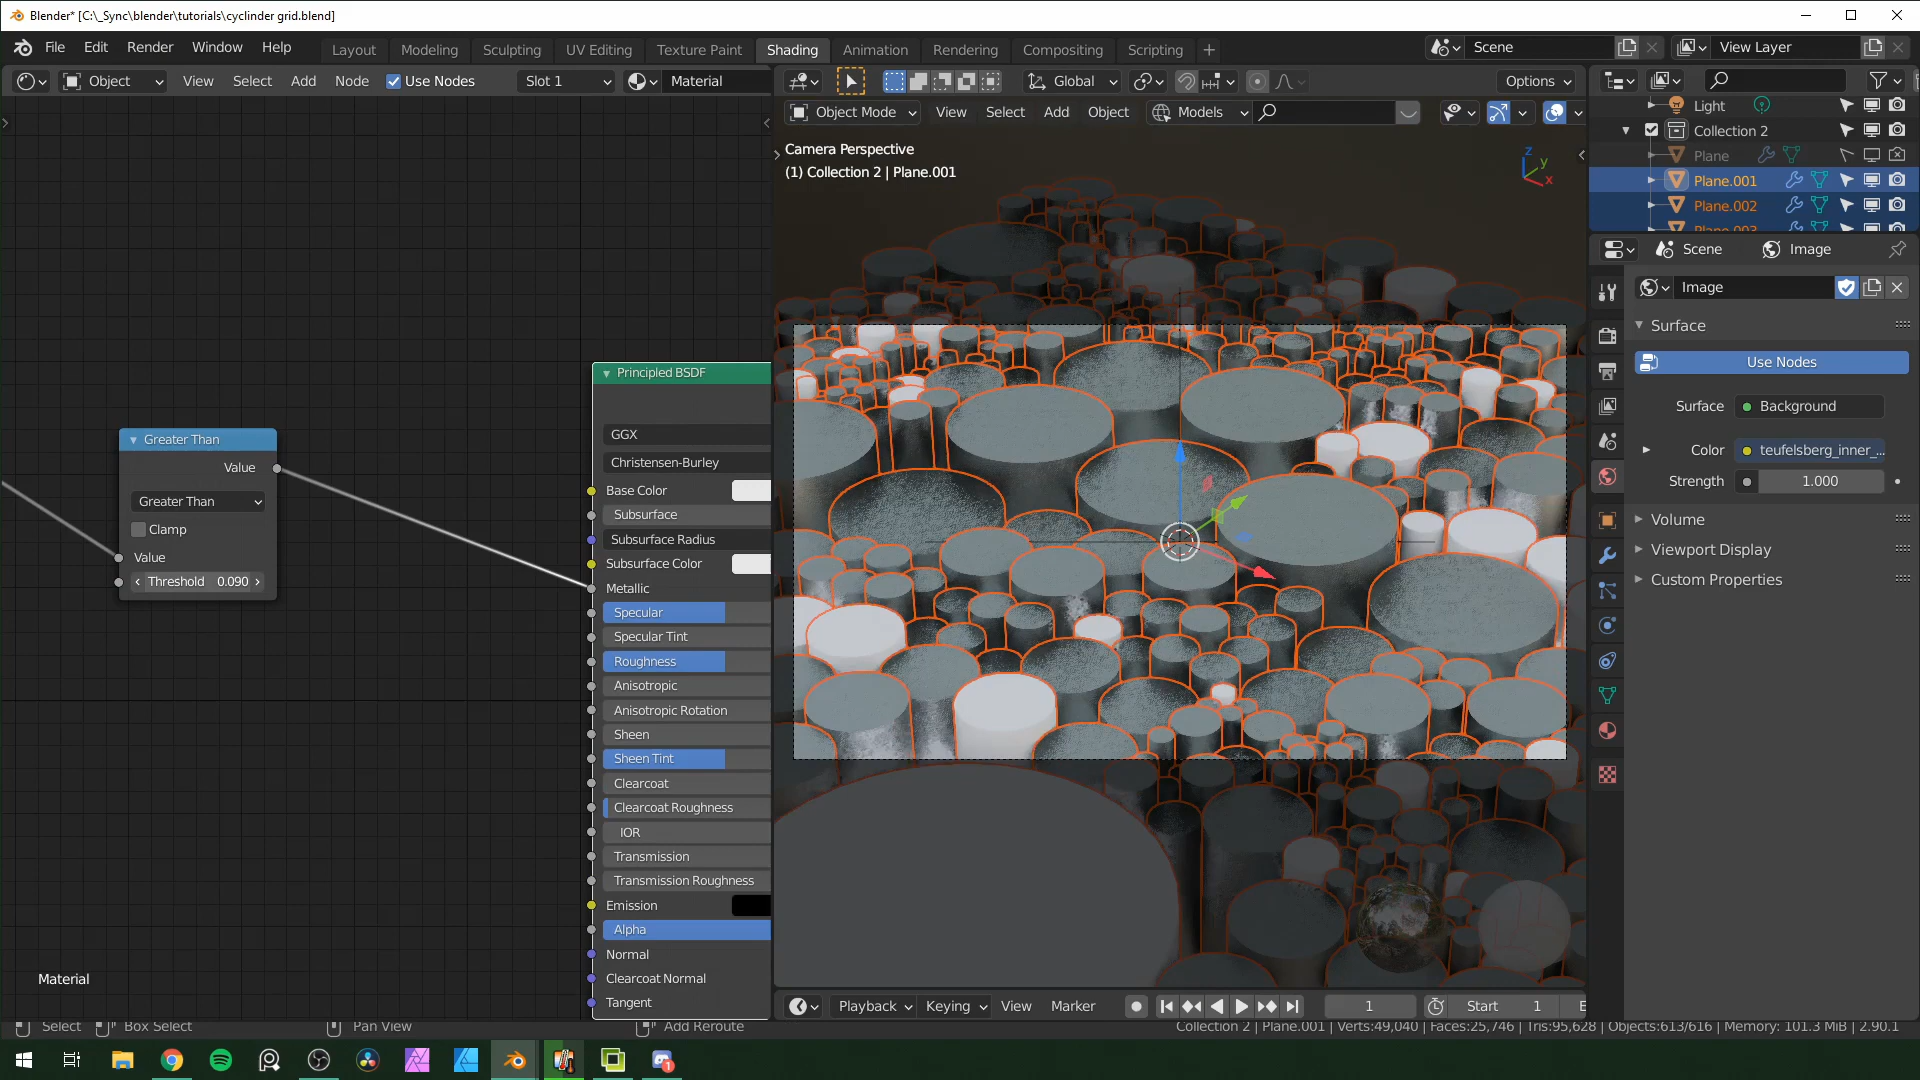 Blender* [C:\_Sync\blender\tutorials\cyclinder grid.blend]
File Edit Render Window Help Layout Modeling Sculpting UV Editing Texture Paint Shading Animation Rendering Compositing Scripting + Scene View Layer
Object View Select Add Node Use Nodes Slot 1 Material Global Options
Object Mode View Select Add Object Models
Light
Collection 2
Plane
Plane.001
Plane.002
Plane.003
Camera Perspective
(1) Collection 2 | Plane.001
Z
Y
X
Scene Image
Image
Surface
Use Nodes
Surface Background
Color teufelsberg_inner_...
Strength 1.000
Volume
Viewport Display
Custom Properties
Greater Than
Value
Greater Than
Clamp
Value
Threshold 0.090
Principled BSDF
GGX
Christensen-Burley
Base Color
Subsurface
Subsurface Radius
Subsurface Color
Metallic
Specular
Specular Tint
Roughness
Anisotropic
Anisotropic Rotation
Sheen
Sheen Tint
Clearcoat
Clearcoat Roughness
IOR
Transmission
Transmission Roughness
Emission
Alpha
Normal
Clearcoat Normal
Tangent
Material
Playback Keying View Marker 1 Start 1 E
Select Box Select Pan View Add Reroute Collection 2 | Plane.001 | Verts:49,040 | Faces:25,746 | Tris:95,628 | Objects:613/616 | Memory: 101.3 MiB | 2.90.1
1